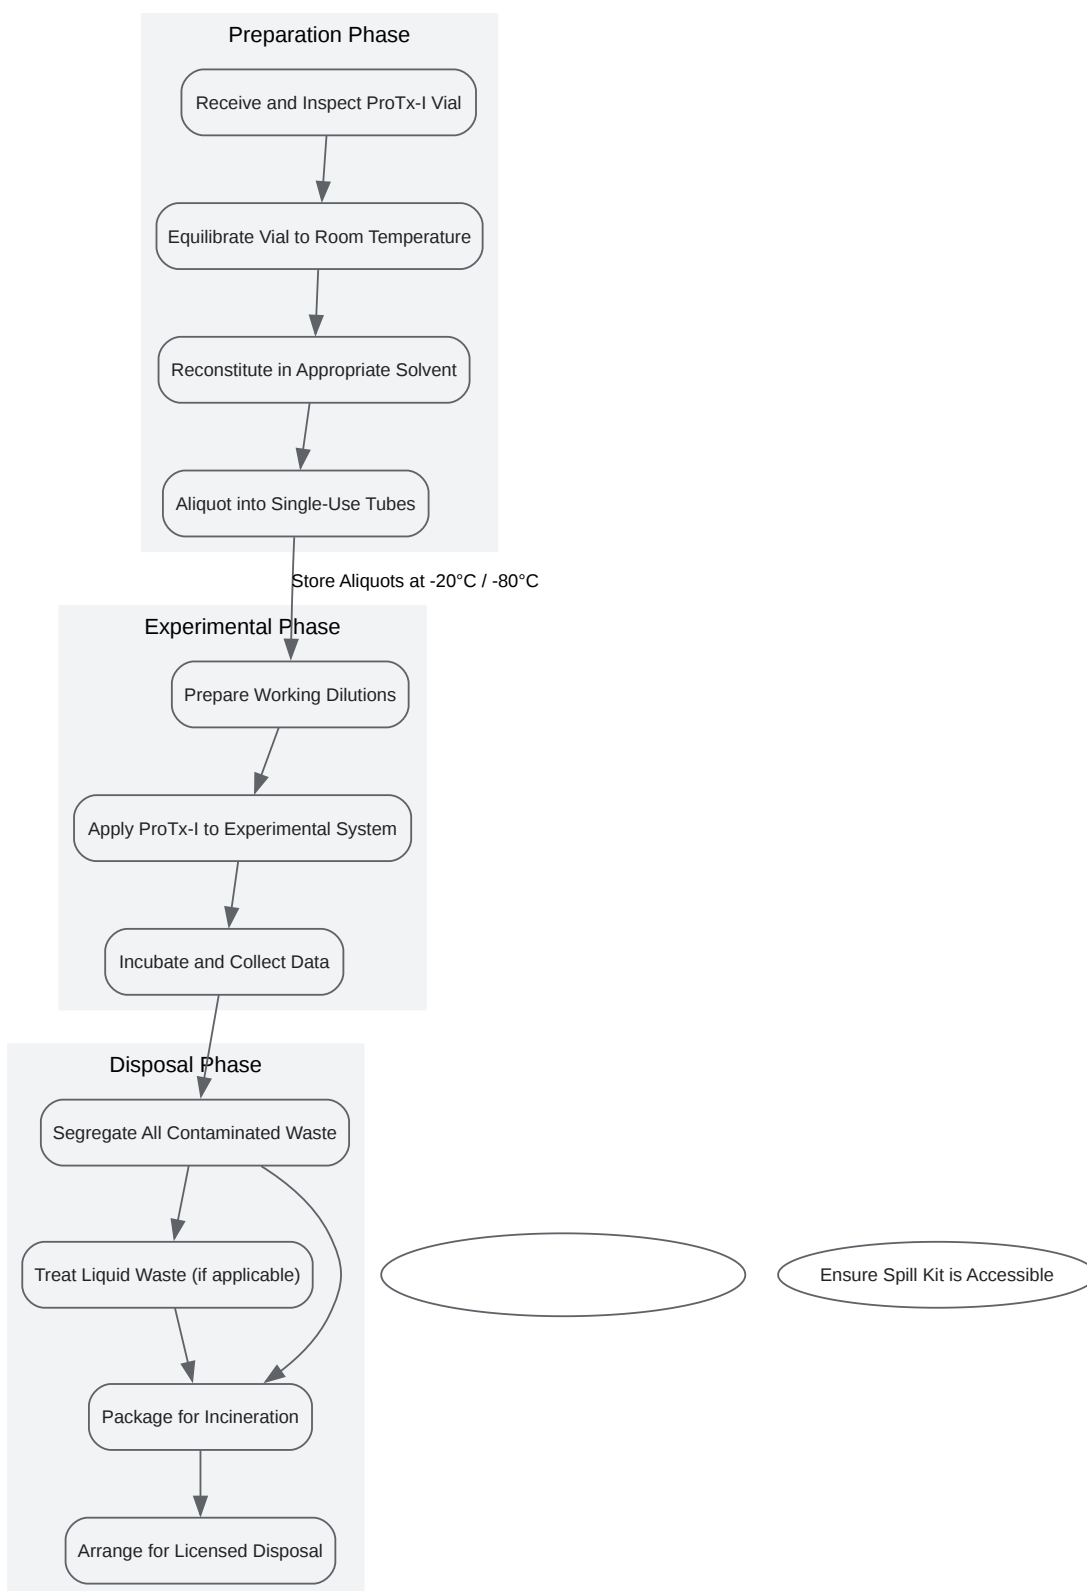 Preparation Phase
Receive and Inspect ProTx-I Vial
Equilibrate Vial to Room Temperature
Reconstitute in Appropriate Solvent
Aliquot into Single-Use Tubes
Store Aliquots at -20°C / -80°C
Experimental Phase
Prepare Working Dilutions
Apply ProTx-I to Experimental System
Incubate and Collect Data
Disposal Phase
Segregate All Contaminated Waste
Treat Liquid Waste (if applicable)
Ensure Spill Kit is Accessible
Package for Incineration
Arrange for Licensed Disposal